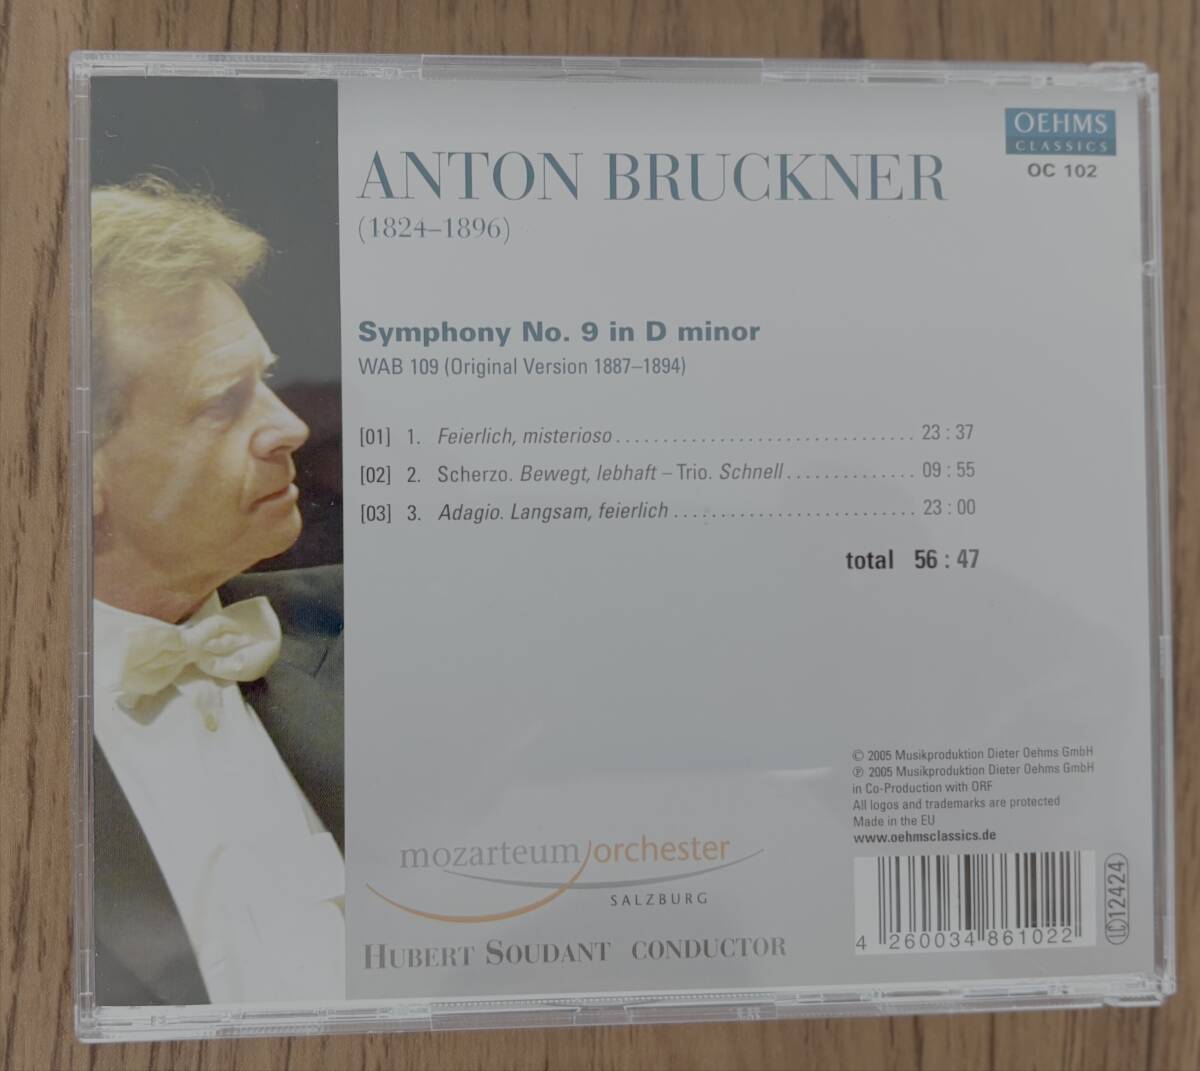 OEHMS
CLASSICS
OC 102
ANTON BRUCKNER
(1824–1896)
Symphony No. 9 in D minor
WAB 109 (Original Version 1887–1894)
[01] 1. Feierlich, misterioso................................ 23 : 37
[02] 2. Scherzo. Bewegt, lebhaft – Trio. Schnell.............. 09 : 55
[03] 3. Adagio. Langsam, feierlich.......................... 23 : 00
total 56 : 47
© 2005 Musikproduktion Dieter Oehms GmbH
℗ 2005 Musikproduktion Dieter Oehms GmbH
in Co-Production with ORF
All logos and trademarks are protected
Made in the EU
www.oehmsclassics.de
mozarteumorchester
SALZBURG
HUBERT SOUDANT CONDUCTOR
4 260034 861022
LC 12424